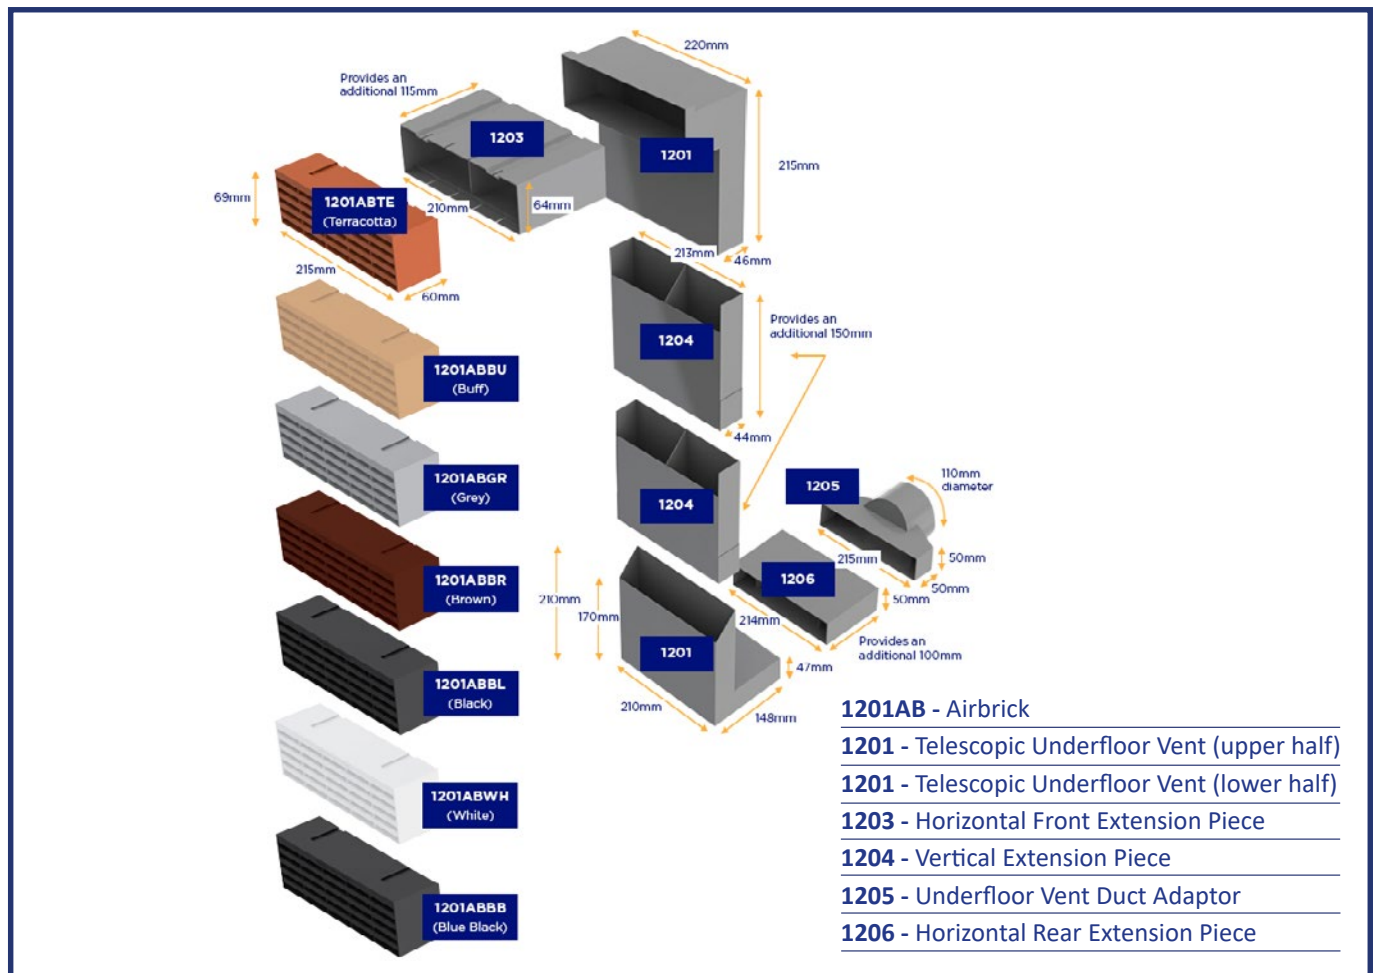 220mm
Provides an
additional 115mm
1203
1201
215mm
69mm
1201ABTE
(Terracotta)
210mm
64mm
213mm
46mm
215mm
60mm
Provides an
additional 150mm
1204
1201ABBU
(Buff)
44mm
1201ABGR
(Grey)
1205
110mm
diameter
1204
215mm
50mm
1206
50mm
1201ABBR
(Brown)
210mm
50mm
170mm
214mm
Provides an
additional 100mm
1201
47mm
1201ABBL
(Black)
210mm
148mm
1201ABWH
(White)
1201ABBB
(Blue Black)
1201AB - Airbrick
1201 - Telescopic Underfloor Vent (upper half)
1201 - Telescopic Underfloor Vent (lower half)
1203 - Horizontal Front Extension Piece
1204 - Vertical Extension Piece
1205 - Underfloor Vent Duct Adaptor
1206 - Horizontal Rear Extension Piece